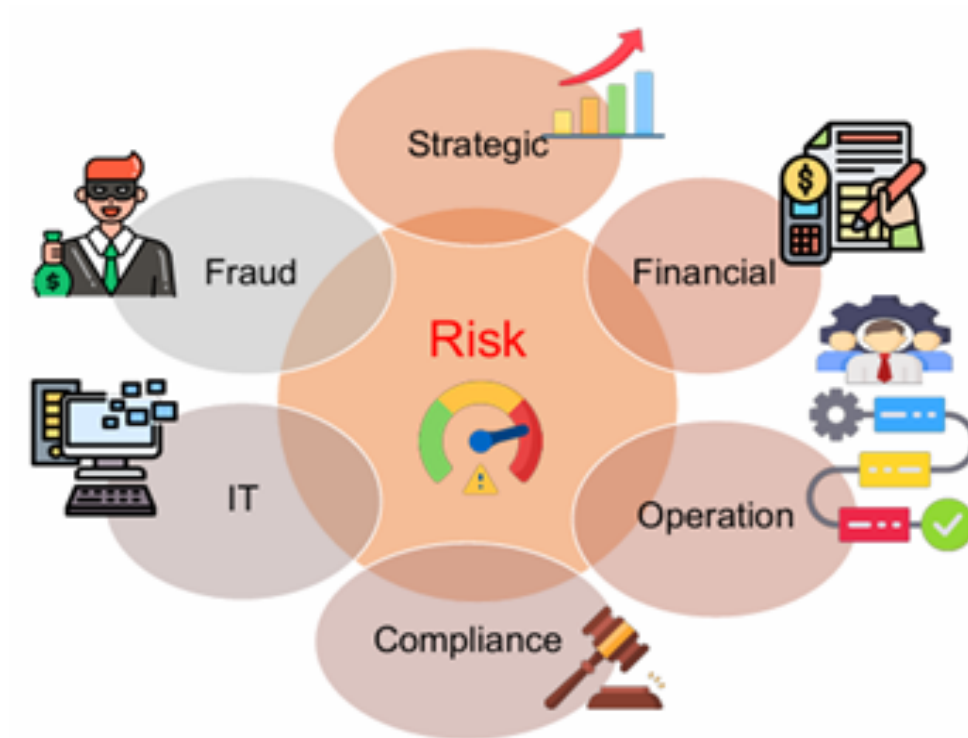 Strategic
Fraud
Financial
Risk
IT
Operation
Compliance